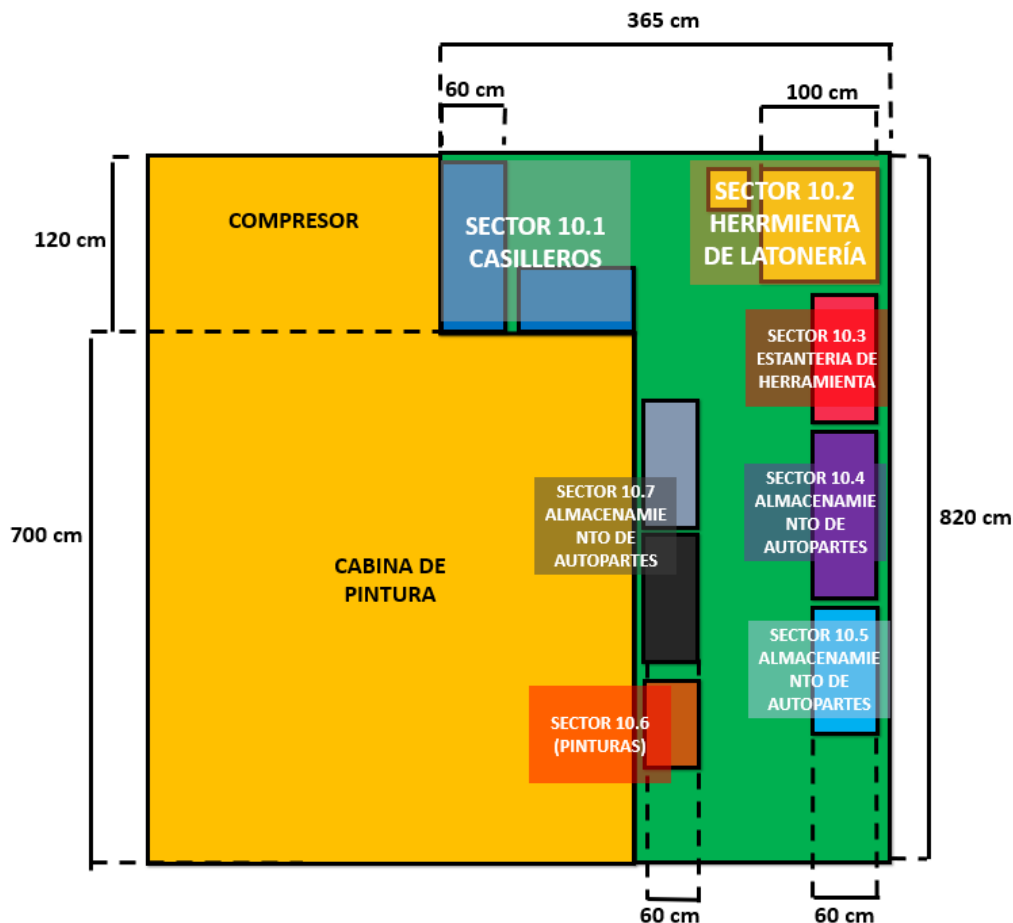 365 cm
60 cm
100 cm
COMPRESOR
SECTOR 10.1
CASILLEROS
SECTOR 10.2
HERRMIENTA
DE LATONERÍA
120 cm
SECTOR 10.3
ESTANTERIA DE
HERRAMIENTA
SECTOR 10.7
ALMACENAMIE
NTO DE
AUTOPARTES
SECTOR 10.4
ALMACENAMIE
NTO DE
AUTOPARTES
700 cm
820 cm
CABINA DE
PINTURA
SECTOR 10.5
ALMACENAMIE
NTO DE
AUTOPARTES
SECTOR 10.6
(PINTURAS)
60 cm
60 cm